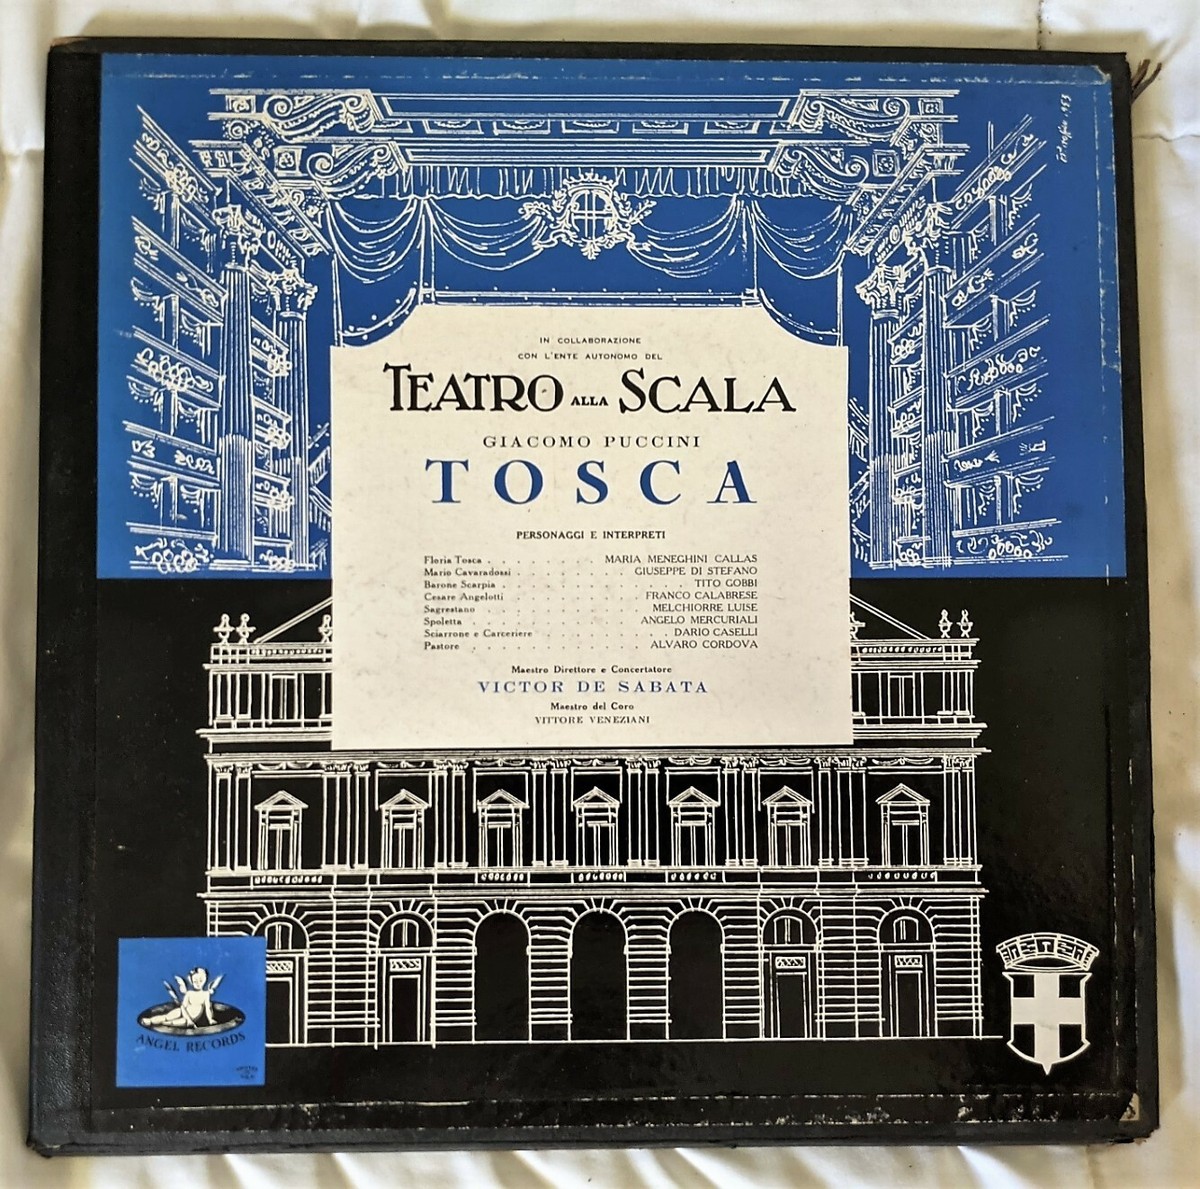 IN COLLABORAZIONE
CON L'ENTE AUTONOMO DEL
TEATRO ALLA SCALA
GIACOMO PUCCINI
TOSCA
PERSONAGGI E INTERPRETI
Floria Tosca . . . . . . . . . . MARIA MENEGHINI CALLAS
Mario Cavaradossi . . . . . . . . . . GIUSEPPE DI STEFANO
Barone Scarpia . . . . . . . . . . TITO GOBBI
Cesare Angelotti . . . . . . . . . . FRANCO CALABRESE
Sagrestano . . . . . . . . . . MELCHIORRE LUISE
Spoletta . . . . . . . . . . ANGELO MERCURIALI
Sciarrone e Carceriere . . . . . . . . . . DARIO CASELLI
Pastore . . . . . . . . . . ALVARO CORDOVA
Maestro Direttore e Concertatore
VICTOR DE SABATA
Maestro del Coro
VITTORE VENEZIANI
ANGEL RECORDS